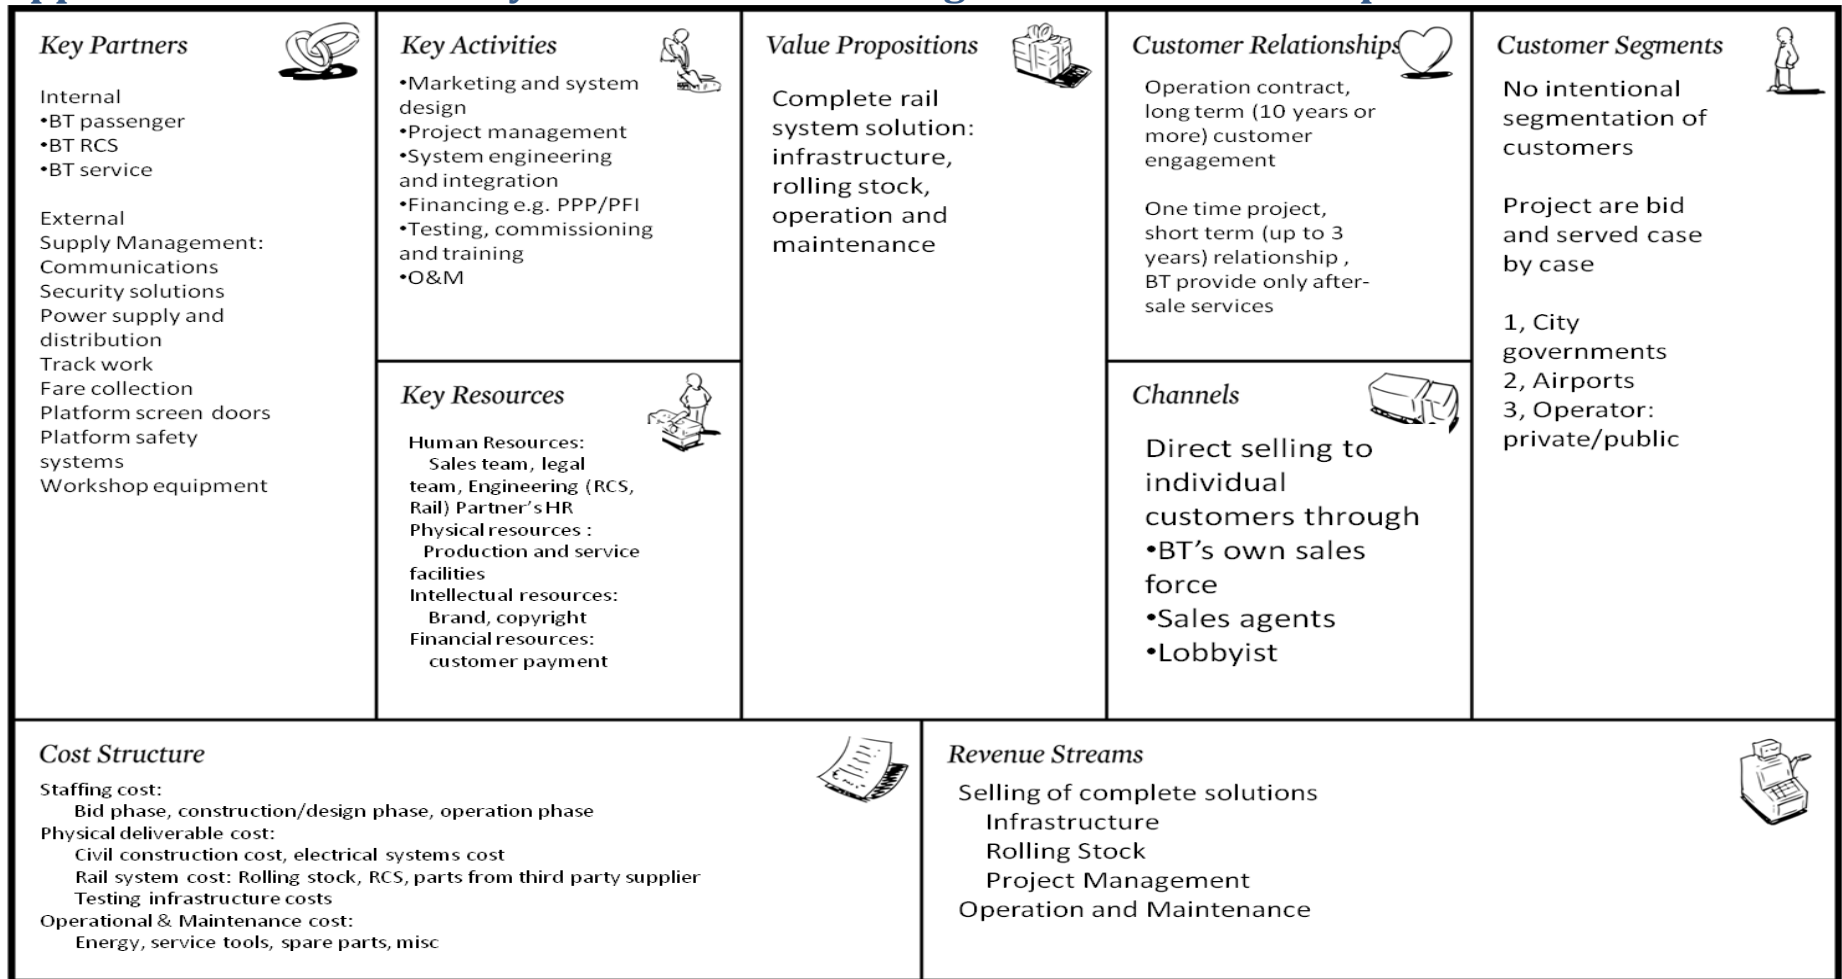 Key Partners
Internal
•BT passenger
•BT RCS
•BT service
External
Supply Management:
Communications
Security solutions
Power supply and
distribution
Track work
Fare collection
Platform screen doors
Platform safety
systems
Workshop equipment
Key Activities
•Marketing and system
design
•Project management
•System engineering
and integration
•Financing e.g. PPP/PFI
•Testing, commissioning
and training
•O&M
Key Resources
Human Resources:
Sales team, legal
team, Engineering (RCS,
Rail) Partner's HR
Physical resources :
Production and service
facilities
Intellectual resources:
Brand, copyright
Financial resources:
customer payment
Value Propositions
Complete rail
system solution:
infrastructure,
rolling stock,
operation and
maintenance
Customer Relationships
Operation contract,
long term (10 years or
more) customer
engagement
One time project,
short term (up to 3
years) relationship ,
BT provide only after-
sale services
Channels
Direct selling to
individual
customers through
•BT's own sales
force
•Sales agents
•Lobbyist
Customer Segments
No intentional
segmentation of
customers
Project are bid
and served case
by case
1, City
governments
2, Airports
3, Operator:
private/public
Cost Structure
Staffing cost:
Bid phase, construction/design phase, operation phase
Physical deliverable cost:
Civil construction cost, electrical systems cost
Rail system cost: Rolling stock, RCS, parts from third party supplier
Testing infrastructure costs
Operational & Maintenance cost:
Energy, service tools, spare parts, misc
Revenue Streams
Selling of complete solutions
Infrastructure
Rolling Stock
Project Management
Operation and Maintenance